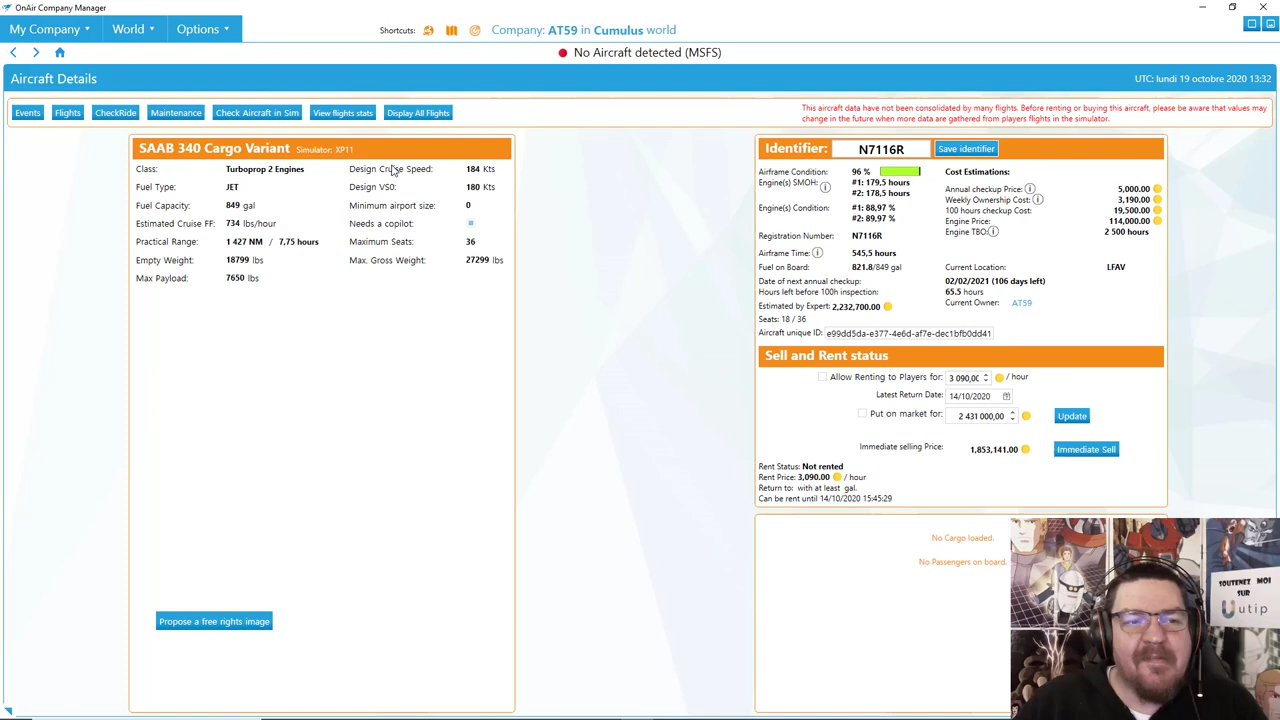 OnAir Company Manager
My Company World Options
Shortcuts: Company: AT59 in Cumulus world
No Aircraft detected (MSFS)
Aircraft Details
UTC: lundi 19 octobre 2020 13:32
Events Flights CheckRide Maintenance Check Aircraft in Sim View flights stats Display All Flights
This aircraft data have not been consolidated by many flights. Before renting or buying this aircraft, please be aware that values may
change in the future when more data are gathered from players flights in the simulator.
SAAB 340 Cargo Variant Simulator: XP11
Class: Turboprop 2 Engines Design Cruise Speed: 184 Kts
Fuel Type: JET Design VS0: 180 Kts
Fuel Capacity: 849 gal Minimum airport size: 0
Estimated Cruise FF: 734 lbs/hour Needs a copilot:
Practical Range: 1 427 NM / 7,75 hours Maximum Seats: 36
Empty Weight: 18799 lbs Max. Gross Weight: 27299 lbs
Max Payload: 7650 lbs
Propose a free rights image
Identifier: N7116R Save identifier
Airframe Condition: 96 %
Engine(s) SMOH: #1: 179,5 hours
#2: 178,5 hours
Engine(s) Condition: #1: 88,97 %
#2: 89,97 %
Registration Number: N7116R
Airframe Time: 545,5 hours
Fuel on Board: 821.8/849 gal
Date of next annual checkup: 02/02/2021 (106 days left)
Hours left before 100h inspection: 65.5 hours
Estimated by Expert: 2,232,700.00
Seats: 18 / 36
Aircraft unique ID: e99dd5da-e377-4e6d-af7e-dec1bfb0dd41
Cost Estimations:
Annual checkup Price: 5,000.00
Weekly Ownership Cost: 3,190.00
100 hours checkup Cost: 19,500.00
Engine Price: 114,000.00
Engine TBO: 2 500 hours
Current Location: LFAV
Current Owner: AT59
Sell and Rent status
Allow Renting to Players for: 3 090,0( / hour
Latest Return Date: 14/10/2020
Put on market for: 2 431 000,00 Update
Immediate selling Price: 1,853,141.00 Immediate Sell
Rent Status: Not rented
Rent Price: 3,090.00 / hour
Return to: with at least gal.
Can be rent until 14/10/2020 15:45:29
No Cargo loaded.
No Passengers on board.
SOUTENEZ MOI
SUR
utip